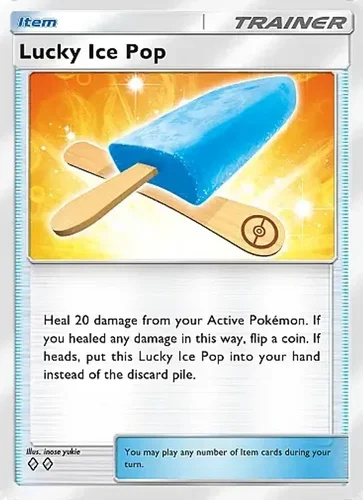 Item
TRAINER
Lucky Ice Pop
Heal 20 damage from your Active Pokémon. If
you healed any damage in this way, flip a coin. If
heads, put this Lucky Ice Pop into your hand
instead of the discard pile.
Illus. inose yukie
You may play any number of Item cards during your
turn.